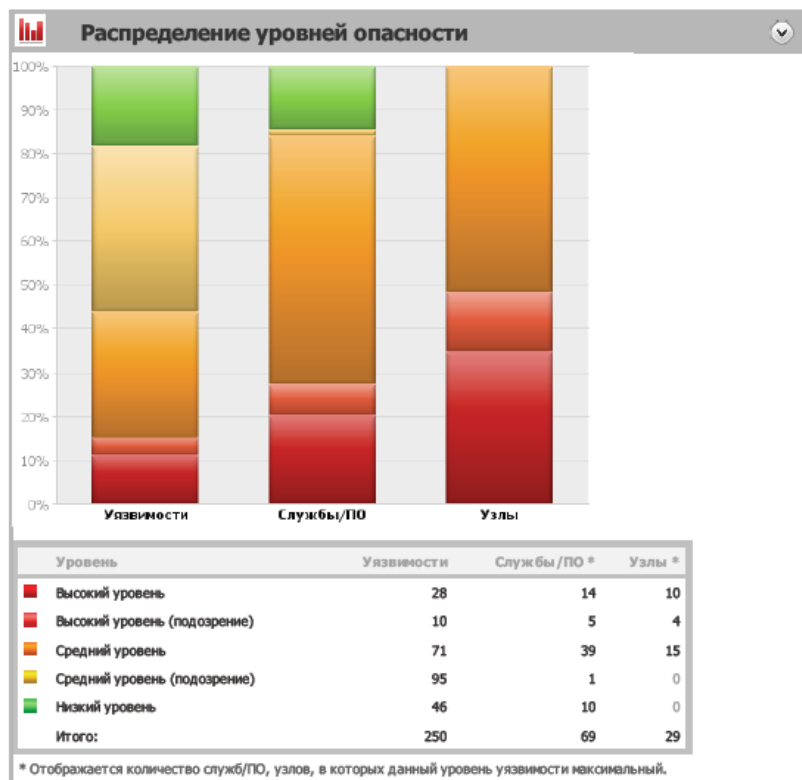 Распределение уровней опасности
100%
90%
80%
70%
60%
50%
40%
30%
20%
10%
0%
Уязвимости Службы/ПО Узлы
Уровень Уязвимости Службы/ПО * Узлы *
Высокий уровень 28 14 10
Высокий уровень (подозрение) 10 5 4
Средний уровень 71 39 15
Средний уровень (подозрение) 95 1 0
Низкий уровень 46 10 0
Итого: 250 69 29
* Отображается количество служб/ПО, узлов, в которых данный уровень уязвимости максимальный.